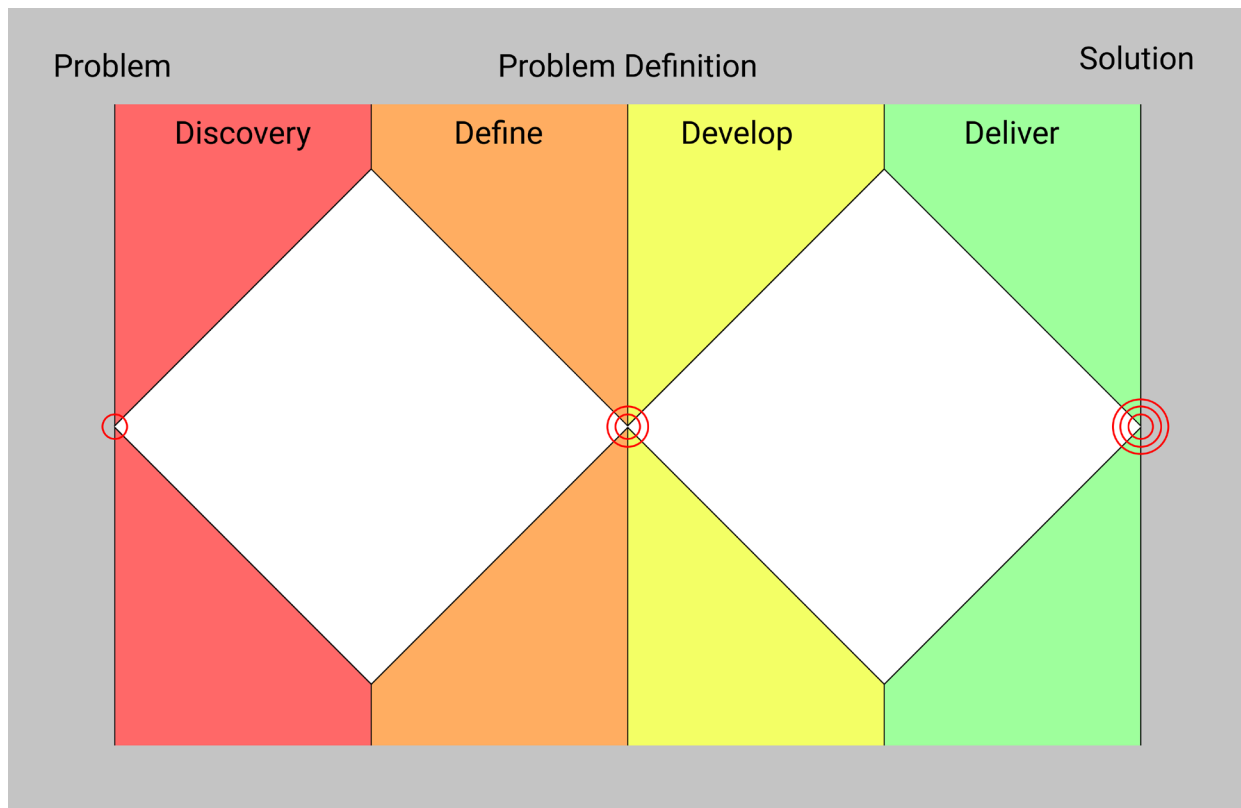 Problem
Problem Definition
Solution
Discovery
Define
Develop
Deliver